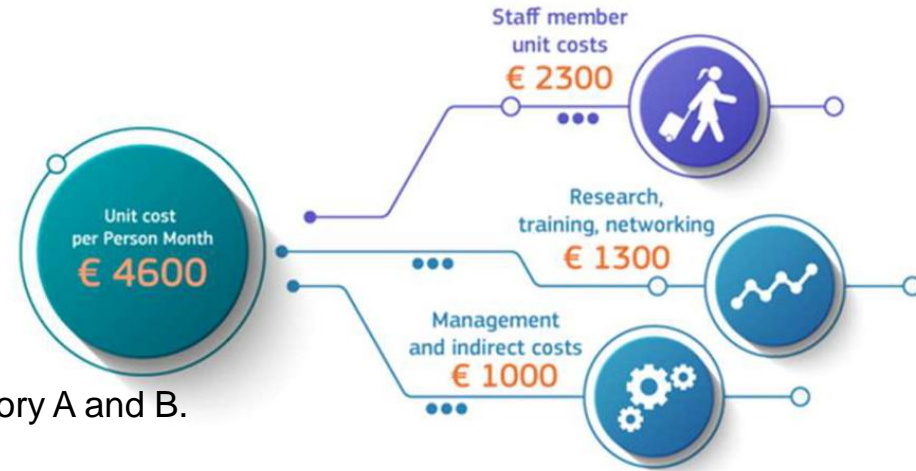 Staff member
unit costs
€ 2300
Unit cost
per Person Month
€ 4600
Research,
training, networking
€ 1300
Management
and indirect costs
€ 1000
ory A and B.